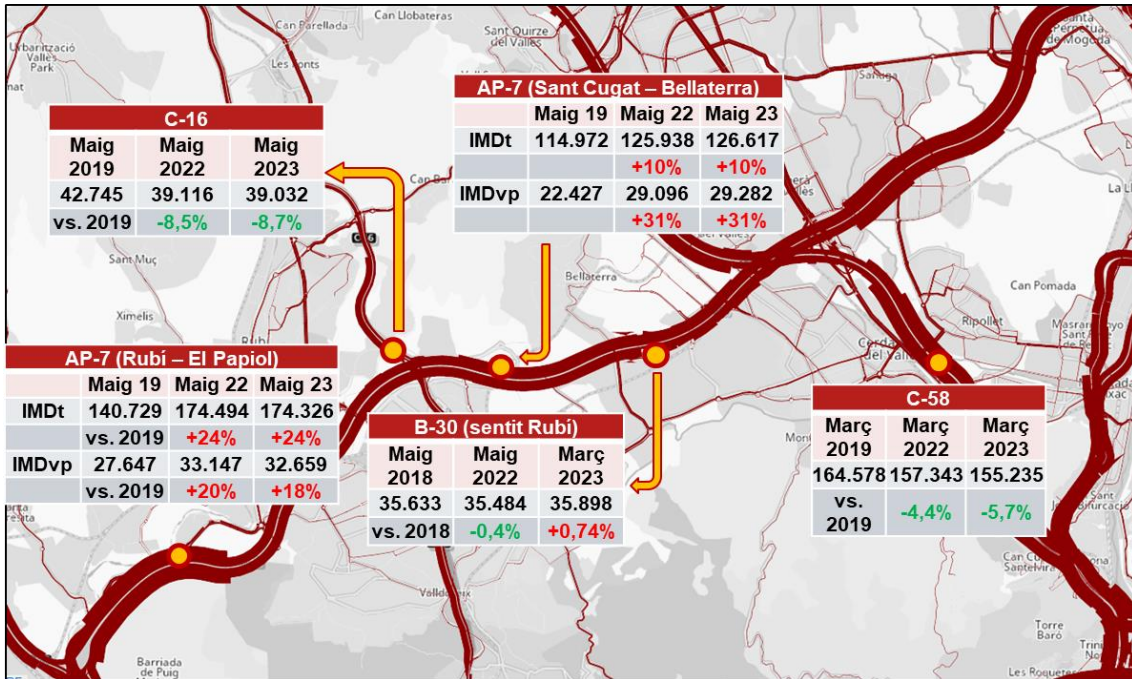 Can Parellada
Can Llobateras
Sant Quirze
del Vallès
Urbanització
Valles
Park
Les Fonts
Perpètua
de Mogoda
C-16
Maig 2019 Maig 2022 Maig 2023
42.745 39.116 39.032
vs. 2019 -8,5% -8,7%
AP-7 (Sant Cugat – Bellaterra)
Maig 19 Maig 22 Maig 23
IMDt 114.972 125.938 126.617
+10% +10%
IMDvp 22.427 29.096 29.282
+31% +31%
Sant Muç
Bellaterra
del Vallès
Can Pomada
Ximelis
Rubí
Ripollet
AP-7 (Rubí – El Papiol)
Maig 19 Maig 22 Maig 23
IMDt 140.729 174.494 174.326
vs. 2019 +24% +24%
IMDvp 27.647 33.147 32.659
vs. 2019 +20% +18%
B-30 (sentit Rubí)
Maig 2018 Maig 2022 Març 2023
35.633 35.484 35.898
vs. 2018 -0,4% +0,74%
C-58
Març 2019 Març 2022 Març 2023
164.578 157.343 155.235
vs. 2019 -4,4% -5,7%
Valldoreix
Torre
Baró
Barriada
de Puig
Les Roquetes